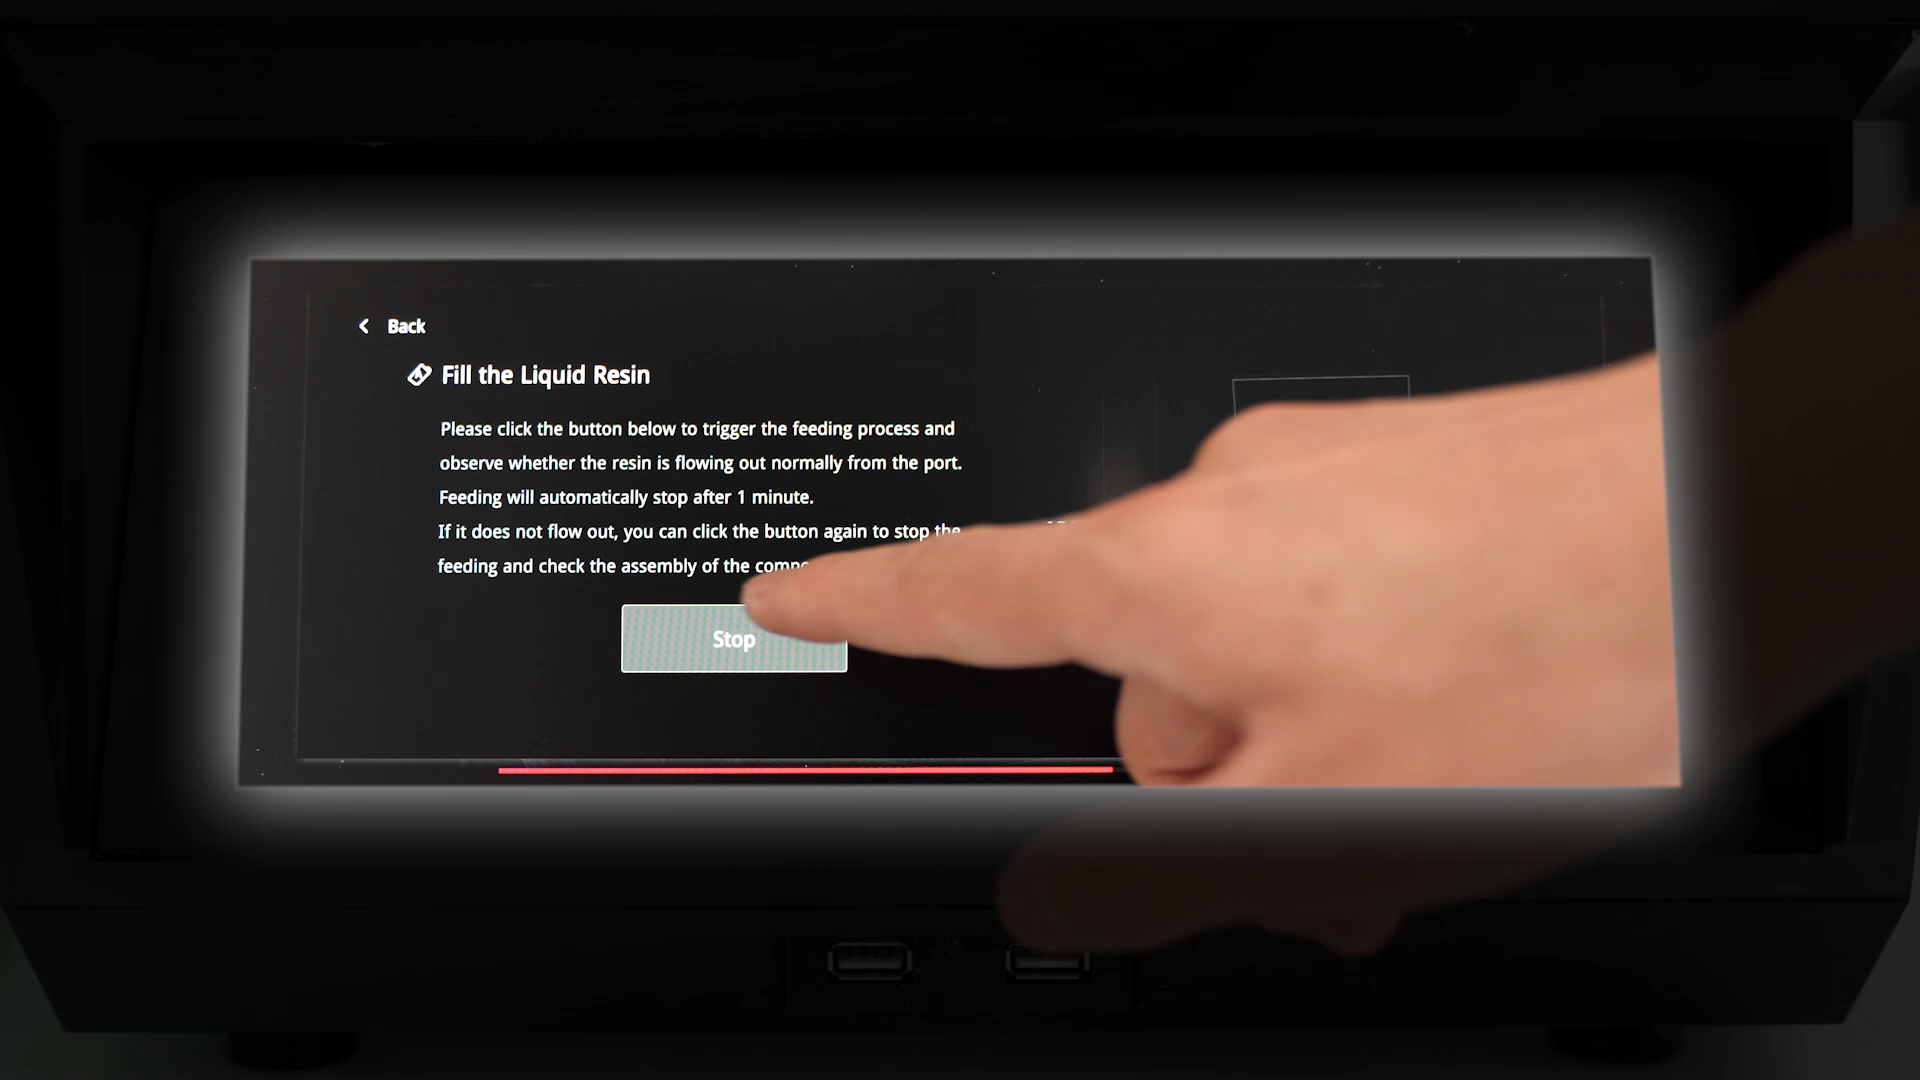 Back
Fill the Liquid Resin
Please click the button below to trigger the feeding process and
observe whether the resin is flowing out normally from the port.
Feeding will automatically stop after 1 minute.
If it does not flow out, you can click the button again to stop the
feeding and check the assembly of the
Stop